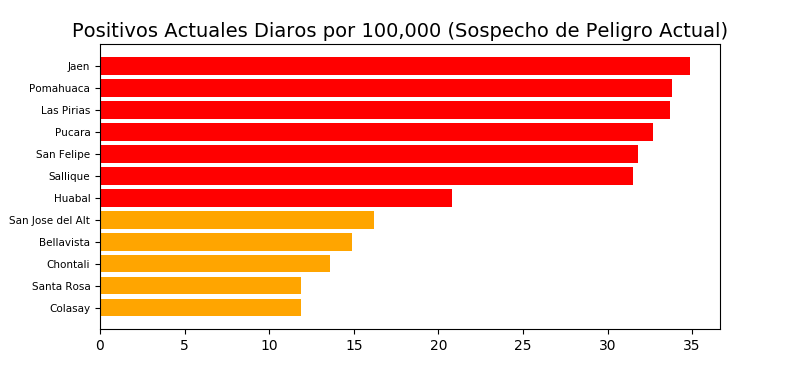 Positivos Actuales Diaros por 100,000 (Sospecho de Peligro Actual)
Jaen
Pomahuaca
Las Pirias
Pucara
San Felipe
Sallique
Huabal
San Jose del Alt
Bellavista
Chontali
Santa Rosa
Colasay
0 5 10 15 20 25 30 35